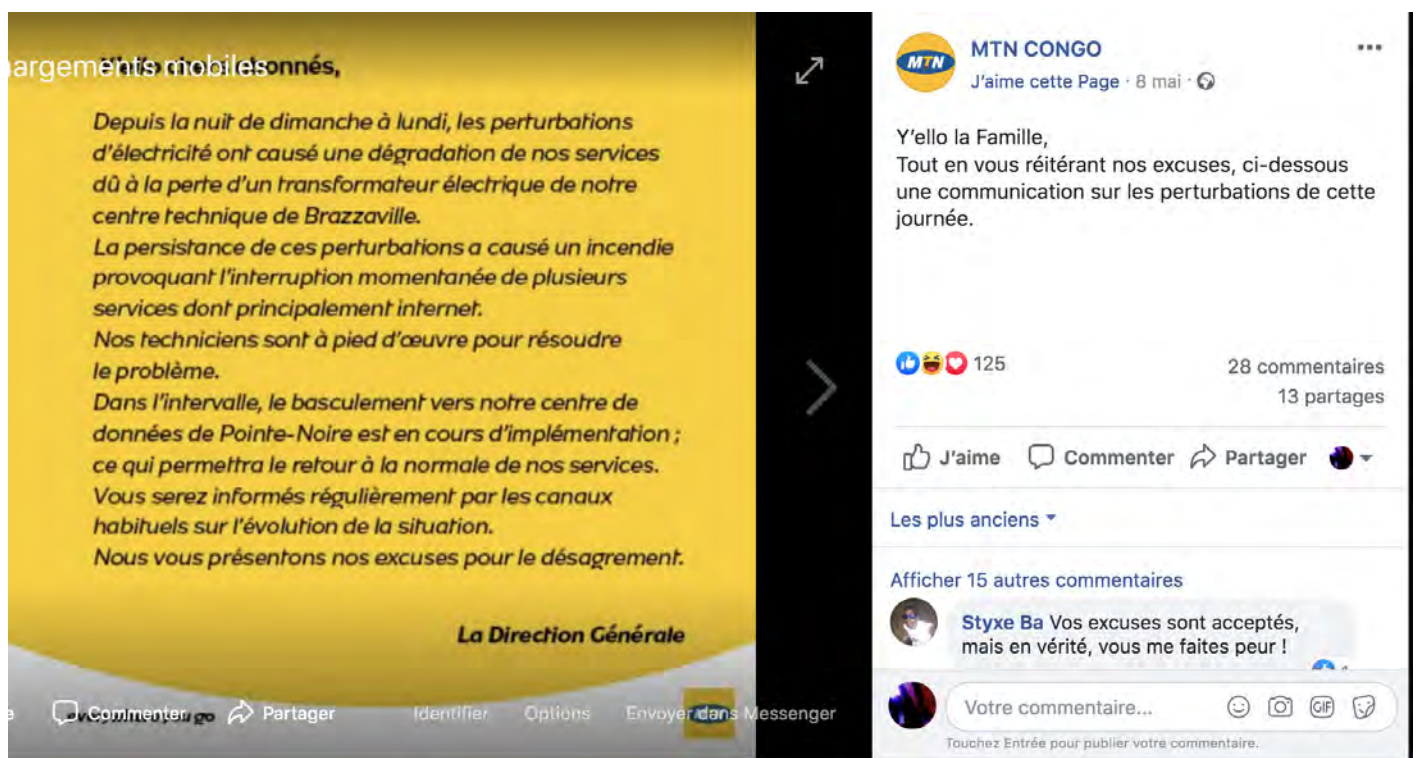 argements mobiles
onnés,
Depuis la nuit de dimanche à lundi, les perturbations
d'électricité ont causé une dégradation de nos services
dû à la perte d'un transformateur électrique de notre
centre technique de Brazzaville.
La persistance de ces perturbations a causé un incendie
provoquant l'interruption momentanée de plusieurs
services dont principalement internet.
Nos techniciens sont à pied d'œuvre pour résoudre
le problème.
Dans l'intervalle, le basculement vers notre centre de
données de Pointe-Noire est en cours d'implémentation ;
ce qui permettra le retour à la normale de nos services.
Vous serez informés régulièrement par les canaux
habituels sur l'évolution de la situation.
Nous vous présentons nos excuses pour le désagrement.
La Direction Générale
Commenter Partager Identifier Options Envoyer dans Messenger
you go
MTN
MTN CONGO
J'aime cette Page · 8 mai ·
Y'ello la Famille,
Tout en vous réitérant nos excuses, ci-dessous
une communication sur les perturbations de cette
journée.
125
28 commentaires
13 partages
J'aime Commenter Partager
Les plus anciens
Afficher 15 autres commentaires
Styxe Ba Vos excuses sont acceptés,
mais en vérité, vous me faites peur !
Votre commentaire... GIF
Touchez Entrée pour publier votre commentaire.